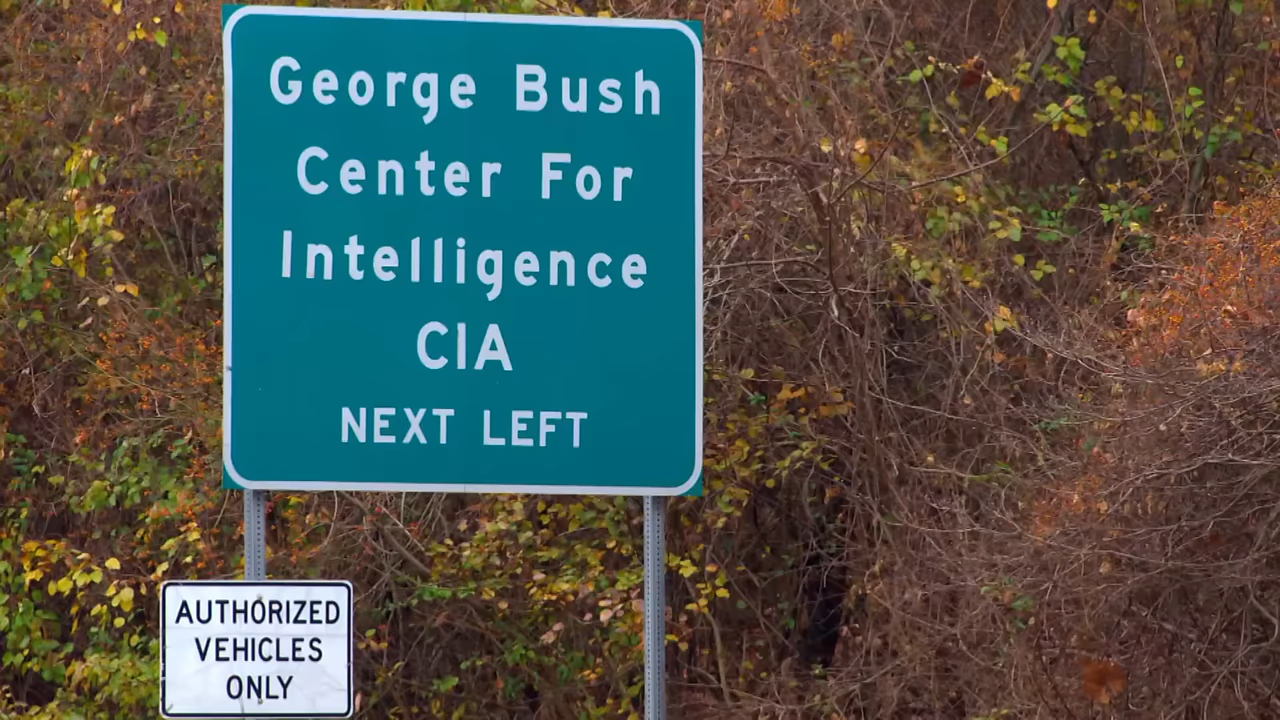 George Bush
Center For
Intelligence
CIA
NEXT LEFT
AUTHORIZED
VEHICLES
ONLY